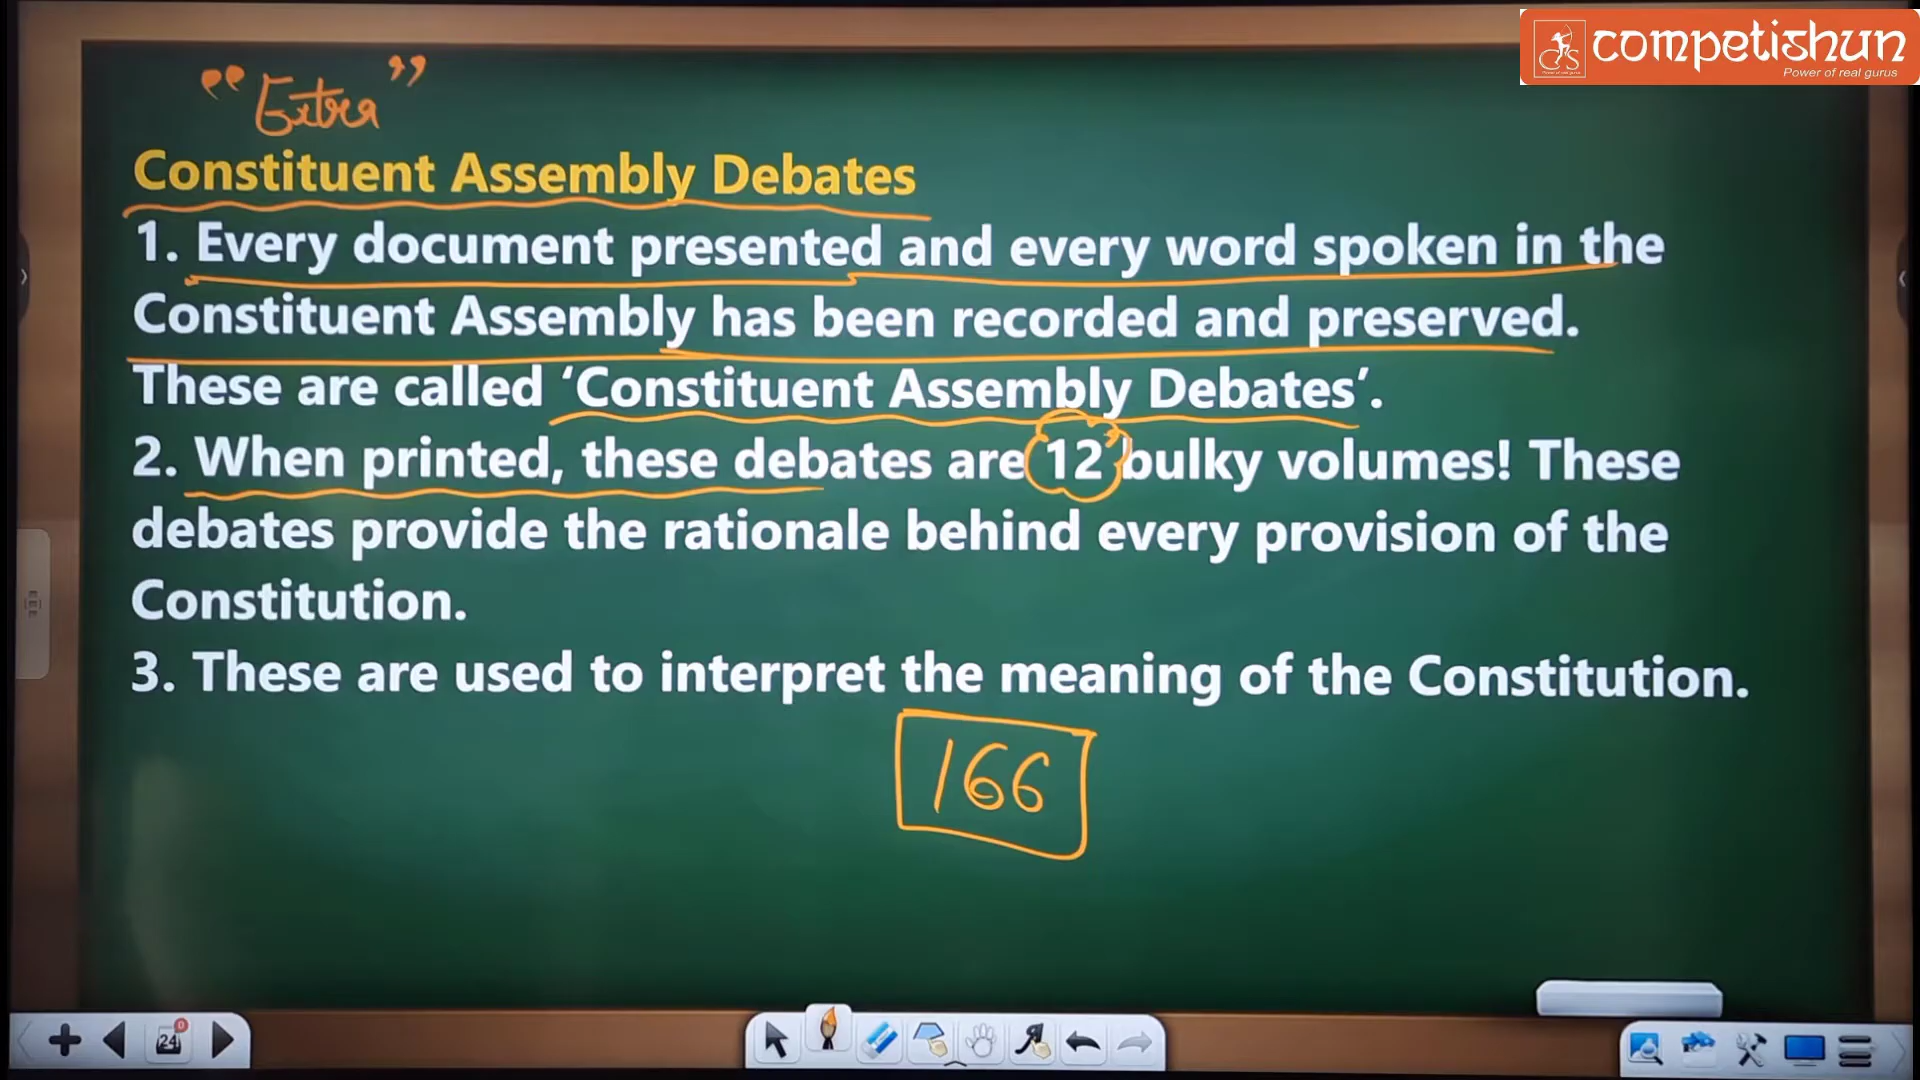 competishun
Power of real gurus
"Extra"
Constituent Assembly Debates
1. Every document presented and every word spoken in the
Constituent Assembly has been recorded and preserved.
These are called ‘Constituent Assembly Debates’.
2. When printed, these debates are 12 bulky volumes! These
debates provide the rationale behind every provision of the
Constitution.
3. These are used to interpret the meaning of the Constitution.
166
24
0